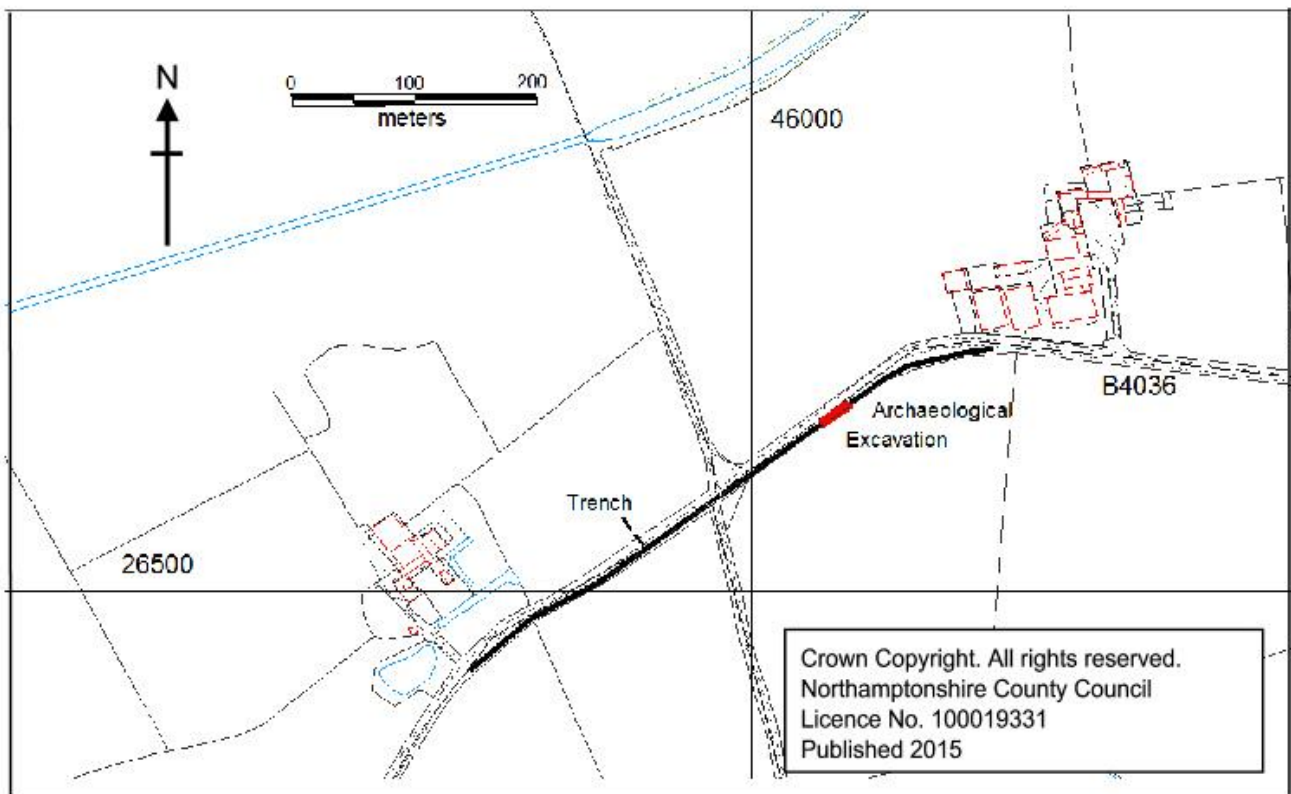 N
0 100 200
meters
46000
B4036
Archaeological
Excavation
Trench
26500
Crown Copyright. All rights reserved.
Northamptonshire County Council
Licence No. 100019331
Published 2015